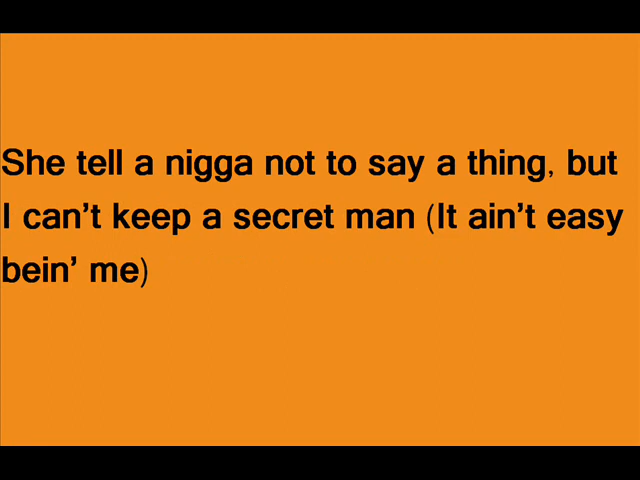 She tell a nigga not to say a thing, but
I can't keep a secret man (It ain't easy
bein' me)